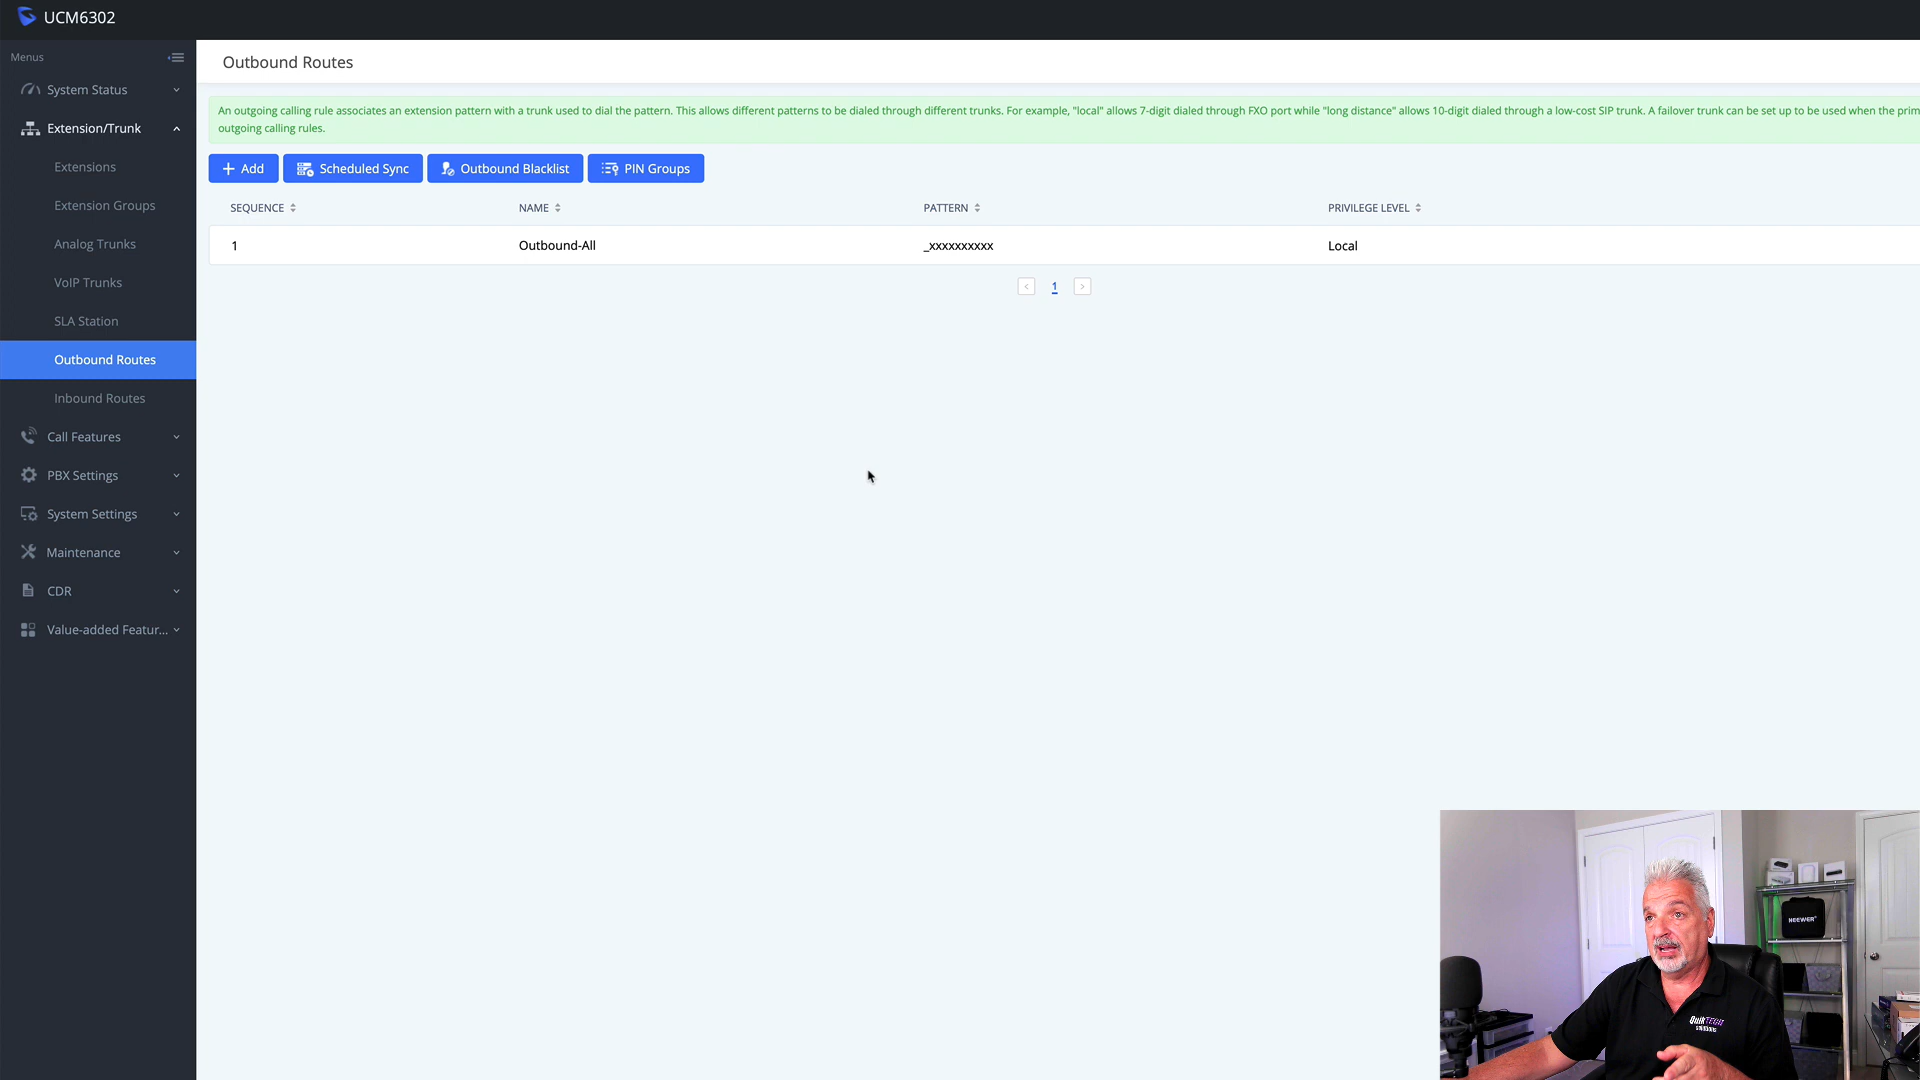 UCM6302
Menus
System Status
Extension/Trunk
Extensions
Extension Groups
Analog Trunks
VoIP Trunks
SLA Station
Outbound Routes
Inbound Routes
Call Features
PBX Settings
System Settings
Maintenance
CDR
Value-added Featur...
Outbound Routes
An outgoing calling rule associates an extension pattern with a trunk used to dial the pattern. This allows different patterns to be dialed through different trunks. For example, "local" allows 7-digit dialed through FXO port while "long distance" allows 10-digit dialed through a low-cost SIP trunk. A failover trunk can be set up to be used when the prim
outgoing calling rules.
+ Add Scheduled Sync Outbound Blacklist PIN Groups
SEQUENCE NAME PATTERN PRIVILEGE LEVEL
1 Outbound-All _xxxxxxxxxx Local
< 1 >
NEEWER
QuikTECH
SOLUTIONS